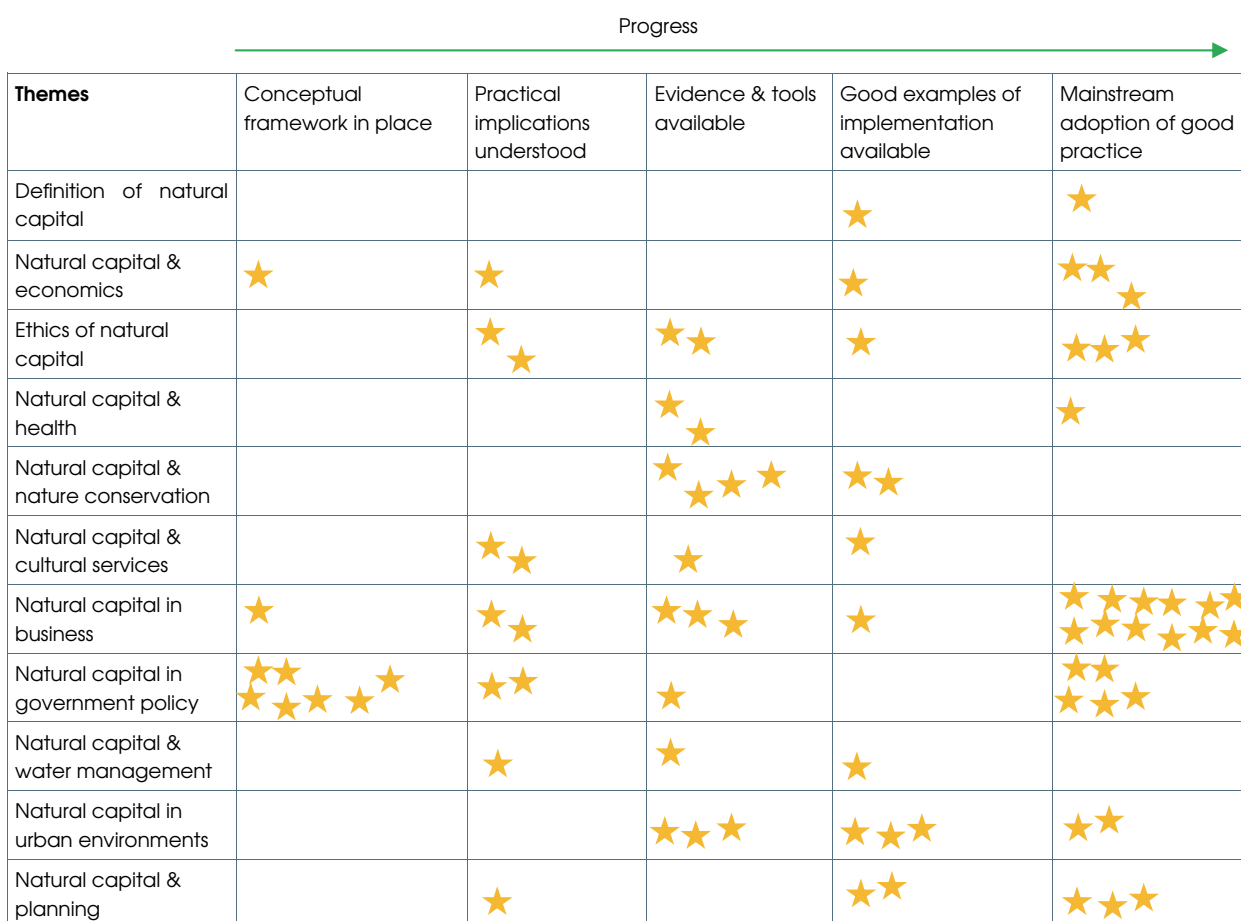 Progress
Themes
Conceptual
framework in place
Practical
implications
understood
Evidence & tools
available
Good examples of
implementation
available
Mainstream
adoption of good
practice
Definition of natural
capital
Natural capital &
economics
Ethics of natural
capital
Natural capital &
health
Natural capital &
nature conservation
Natural capital &
cultural services
Natural capital in
business
Natural capital in
government policy
Natural capital &
water management
Natural capital in
urban environments
Natural capital &
planning